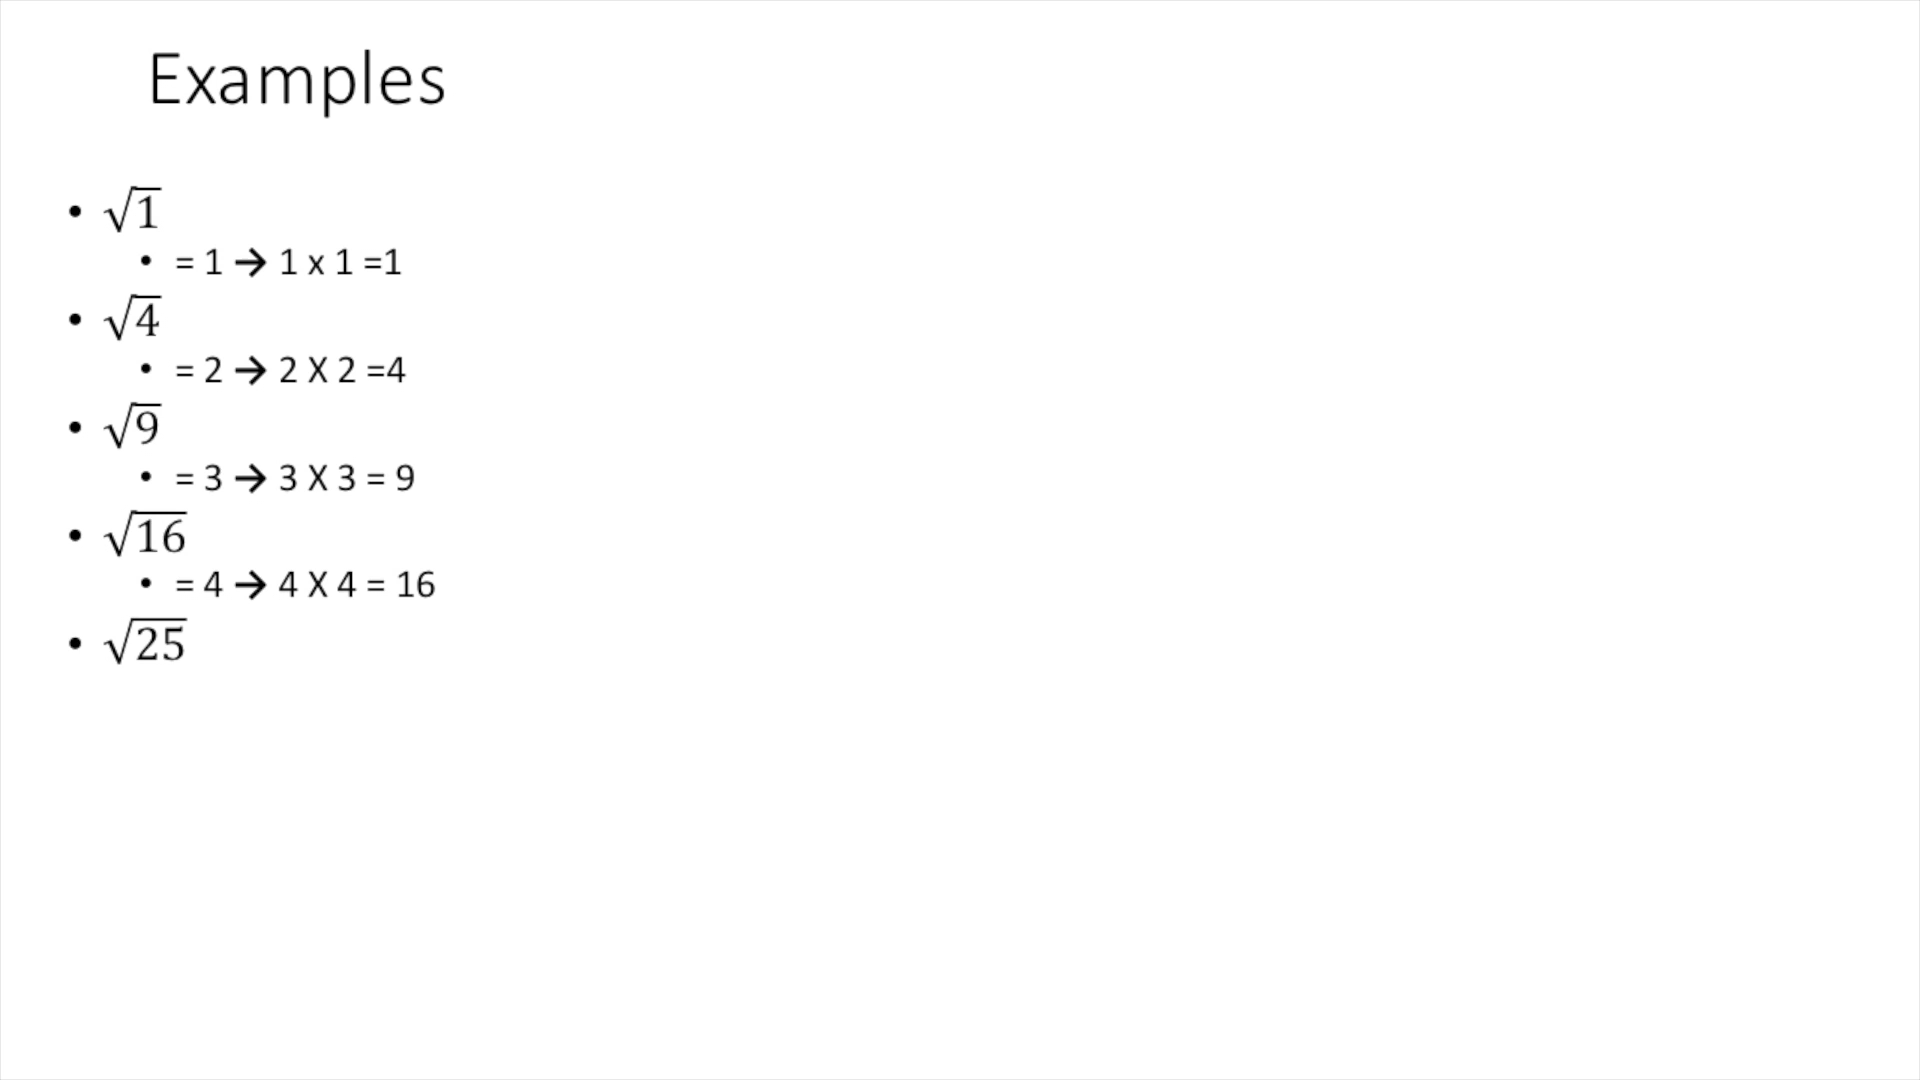 Examples
• √1
• = 1 → 1 x 1 =1
• √4
• = 2 → 2 X 2 =4
• √9
• = 3 → 3 X 3 = 9
• √16
• = 4 → 4 X 4 = 16
• √25